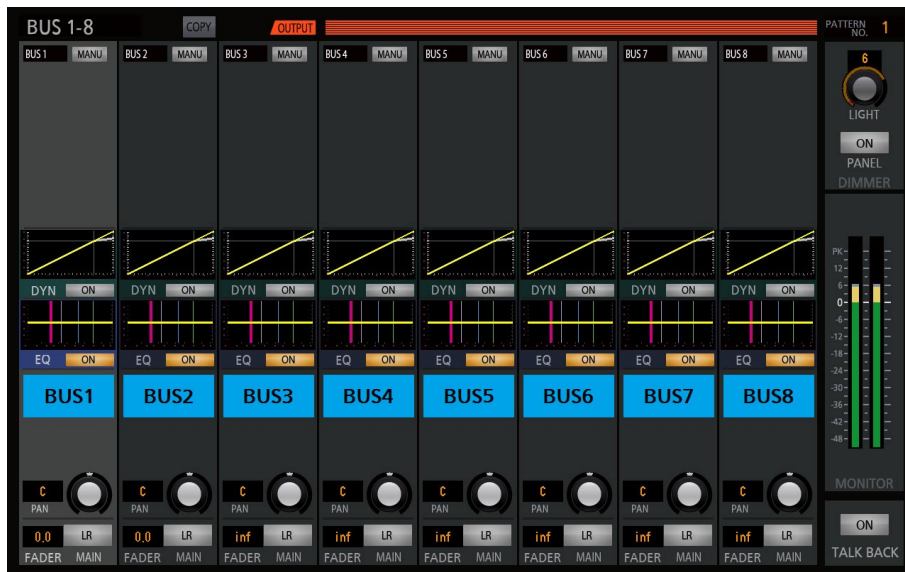 BUS 1-8 COPY OUTPUT PATTERN NO. 1
BUS 1 MANU BUS 2 MANU BUS 3 MANU BUS 4 MANU BUS 5 MANU BUS 6 MANU BUS 7 MANU BUS 8 MANU
6
LIGHT
ON
PANEL
DIMMER
DYN ON DYN ON DYN ON DYN ON DYN ON DYN ON DYN ON DYN ON
EQ ON EQ ON EQ ON EQ ON EQ ON EQ ON EQ ON EQ ON
BUS1 BUS2 BUS3 BUS4 BUS5 BUS6 BUS7 BUS8
PK
12
6
0
-6
-12
-18
-24
-30
-36
-42
-48
MONITOR
C C C C C C C C
PAN PAN PAN PAN PAN PAN PAN PAN
0.0 LR 0.0 LR inf LR inf LR inf LR inf LR inf LR inf LR
FADER MAIN FADER MAIN FADER MAIN FADER MAIN FADER MAIN FADER MAIN FADER MAIN FADER MAIN
ON
TALK BACK